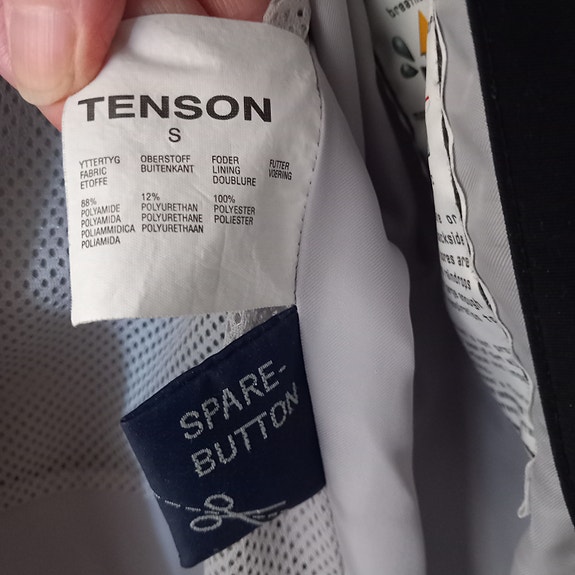 TENSON
S
YTTERTYG OBERSTOFF FODER FUTTER
FABRIC BUITENKANT LINING VOERING
ETOFFE DOUBLURE
88% 12% 100%
POLYAMIDE POLYURETAN POLYESTER
POLYAMIDA POLYURETHANE POLIESTER
POLIAMMIDICA POLYURETHAAN
POLIAMIDA
SPARE-
BUTTON